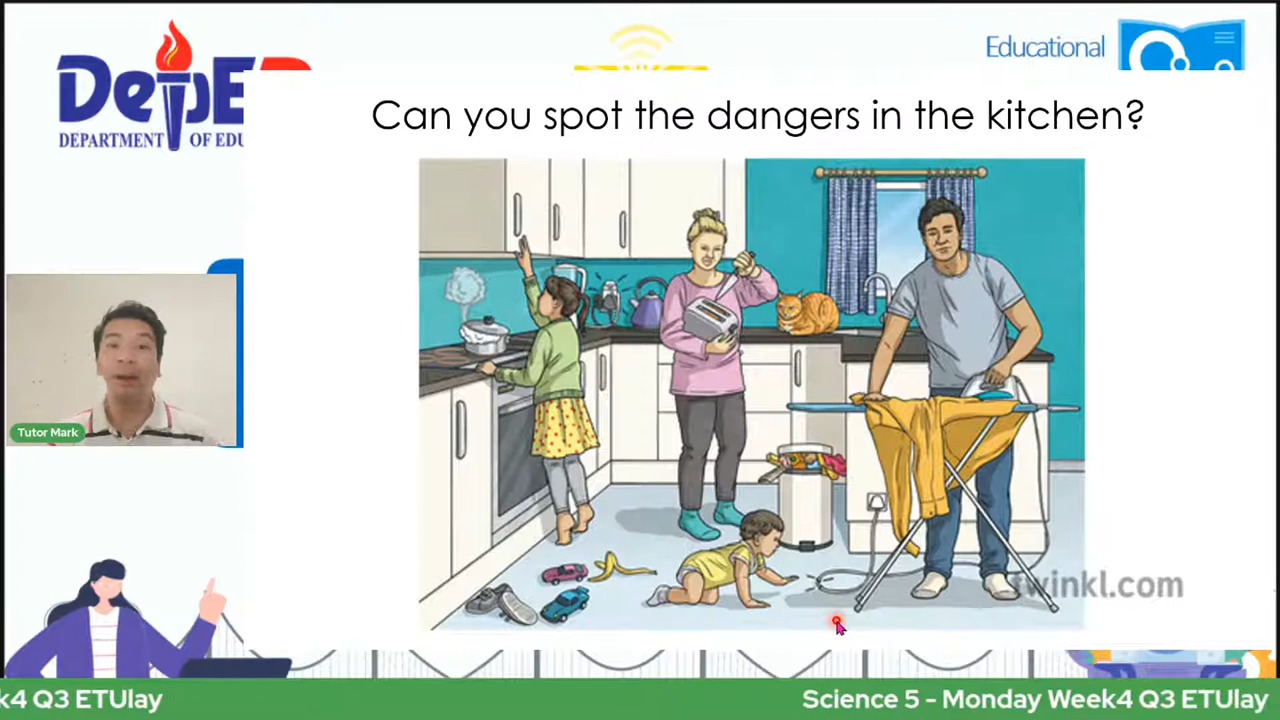 DepE
DEPARTMENT OF EDU
Educational
Can you spot the dangers in the kitchen?
Tutor Mark
twinkl.com
k4 Q3 ETUlay
Science 5 - Monday Week4 Q3 ETUlay